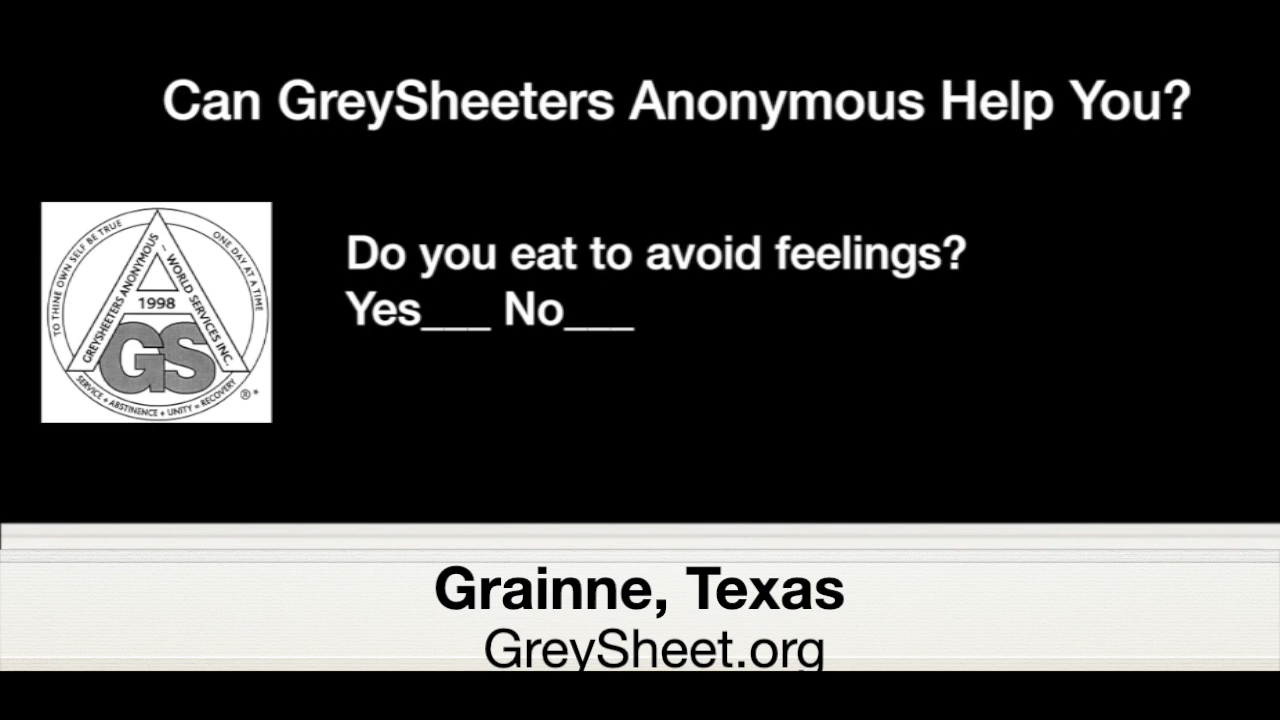 Can GreySheeters Anonymous Help You?
TO THINE OWN SELF BE TRUE
ONE DAY AT A TIME
GREYSHEETERS ANONYMOUS ~ WORLD SERVICES INC.
1998
GS
SERVICE + ABSTINENCE + UNITY = RECOVERY
®*
Do you eat to avoid feelings?
Yes___ No___
Grainne, Texas
GreySheet.org